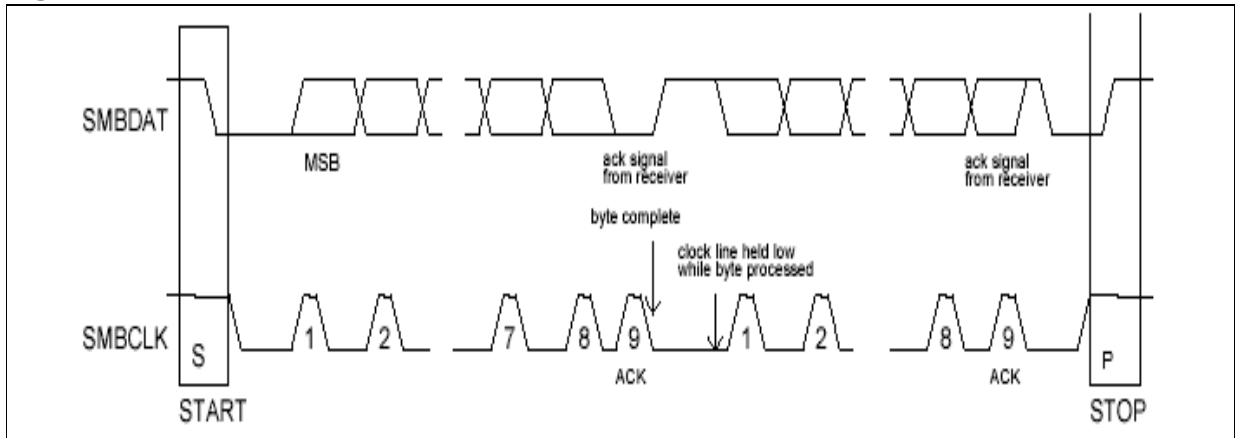 SMBDAT
MSB
ack signal
from receiver
ack signal
from receiver
byte complete
clock line held low
while byte processed
SMBCLK
S
1
2
7
8
9
1
2
8
9
P
ACK
ACK
START
STOP